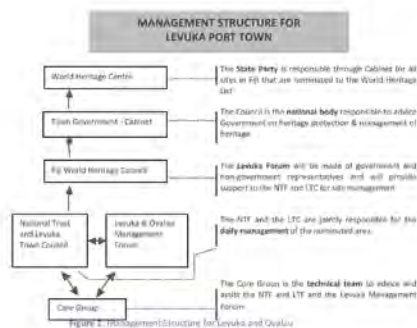 MANAGEMENT STRUCTURE FOR
LEVUKA PORT TOWN
World Heritage Centre
The State Party is responsible through Cabinet for all
sites in Fiji that are nominated to the World Heritage
List
Fijian Government - Cabinet
The Council is the national body responsible to advise
Government on heritage protection & management of
heritage
Fiji World Heritage Council
The Levuka Forum will be made of government and
non-government representatives and will provide
support to the NTF and LTC for site management
National Trust
and Levuka
Town Council
Levuka & Ovalau
Management
Forum
The NTF and the LTC are jointly responsible for the
daily management of the nominated area
The Core Group is the technical team to advice and
assist the NTF and LTF and the Levuka Management
Forum
Core Group
Figure 1: Management Structure for Levuka and Ovalau